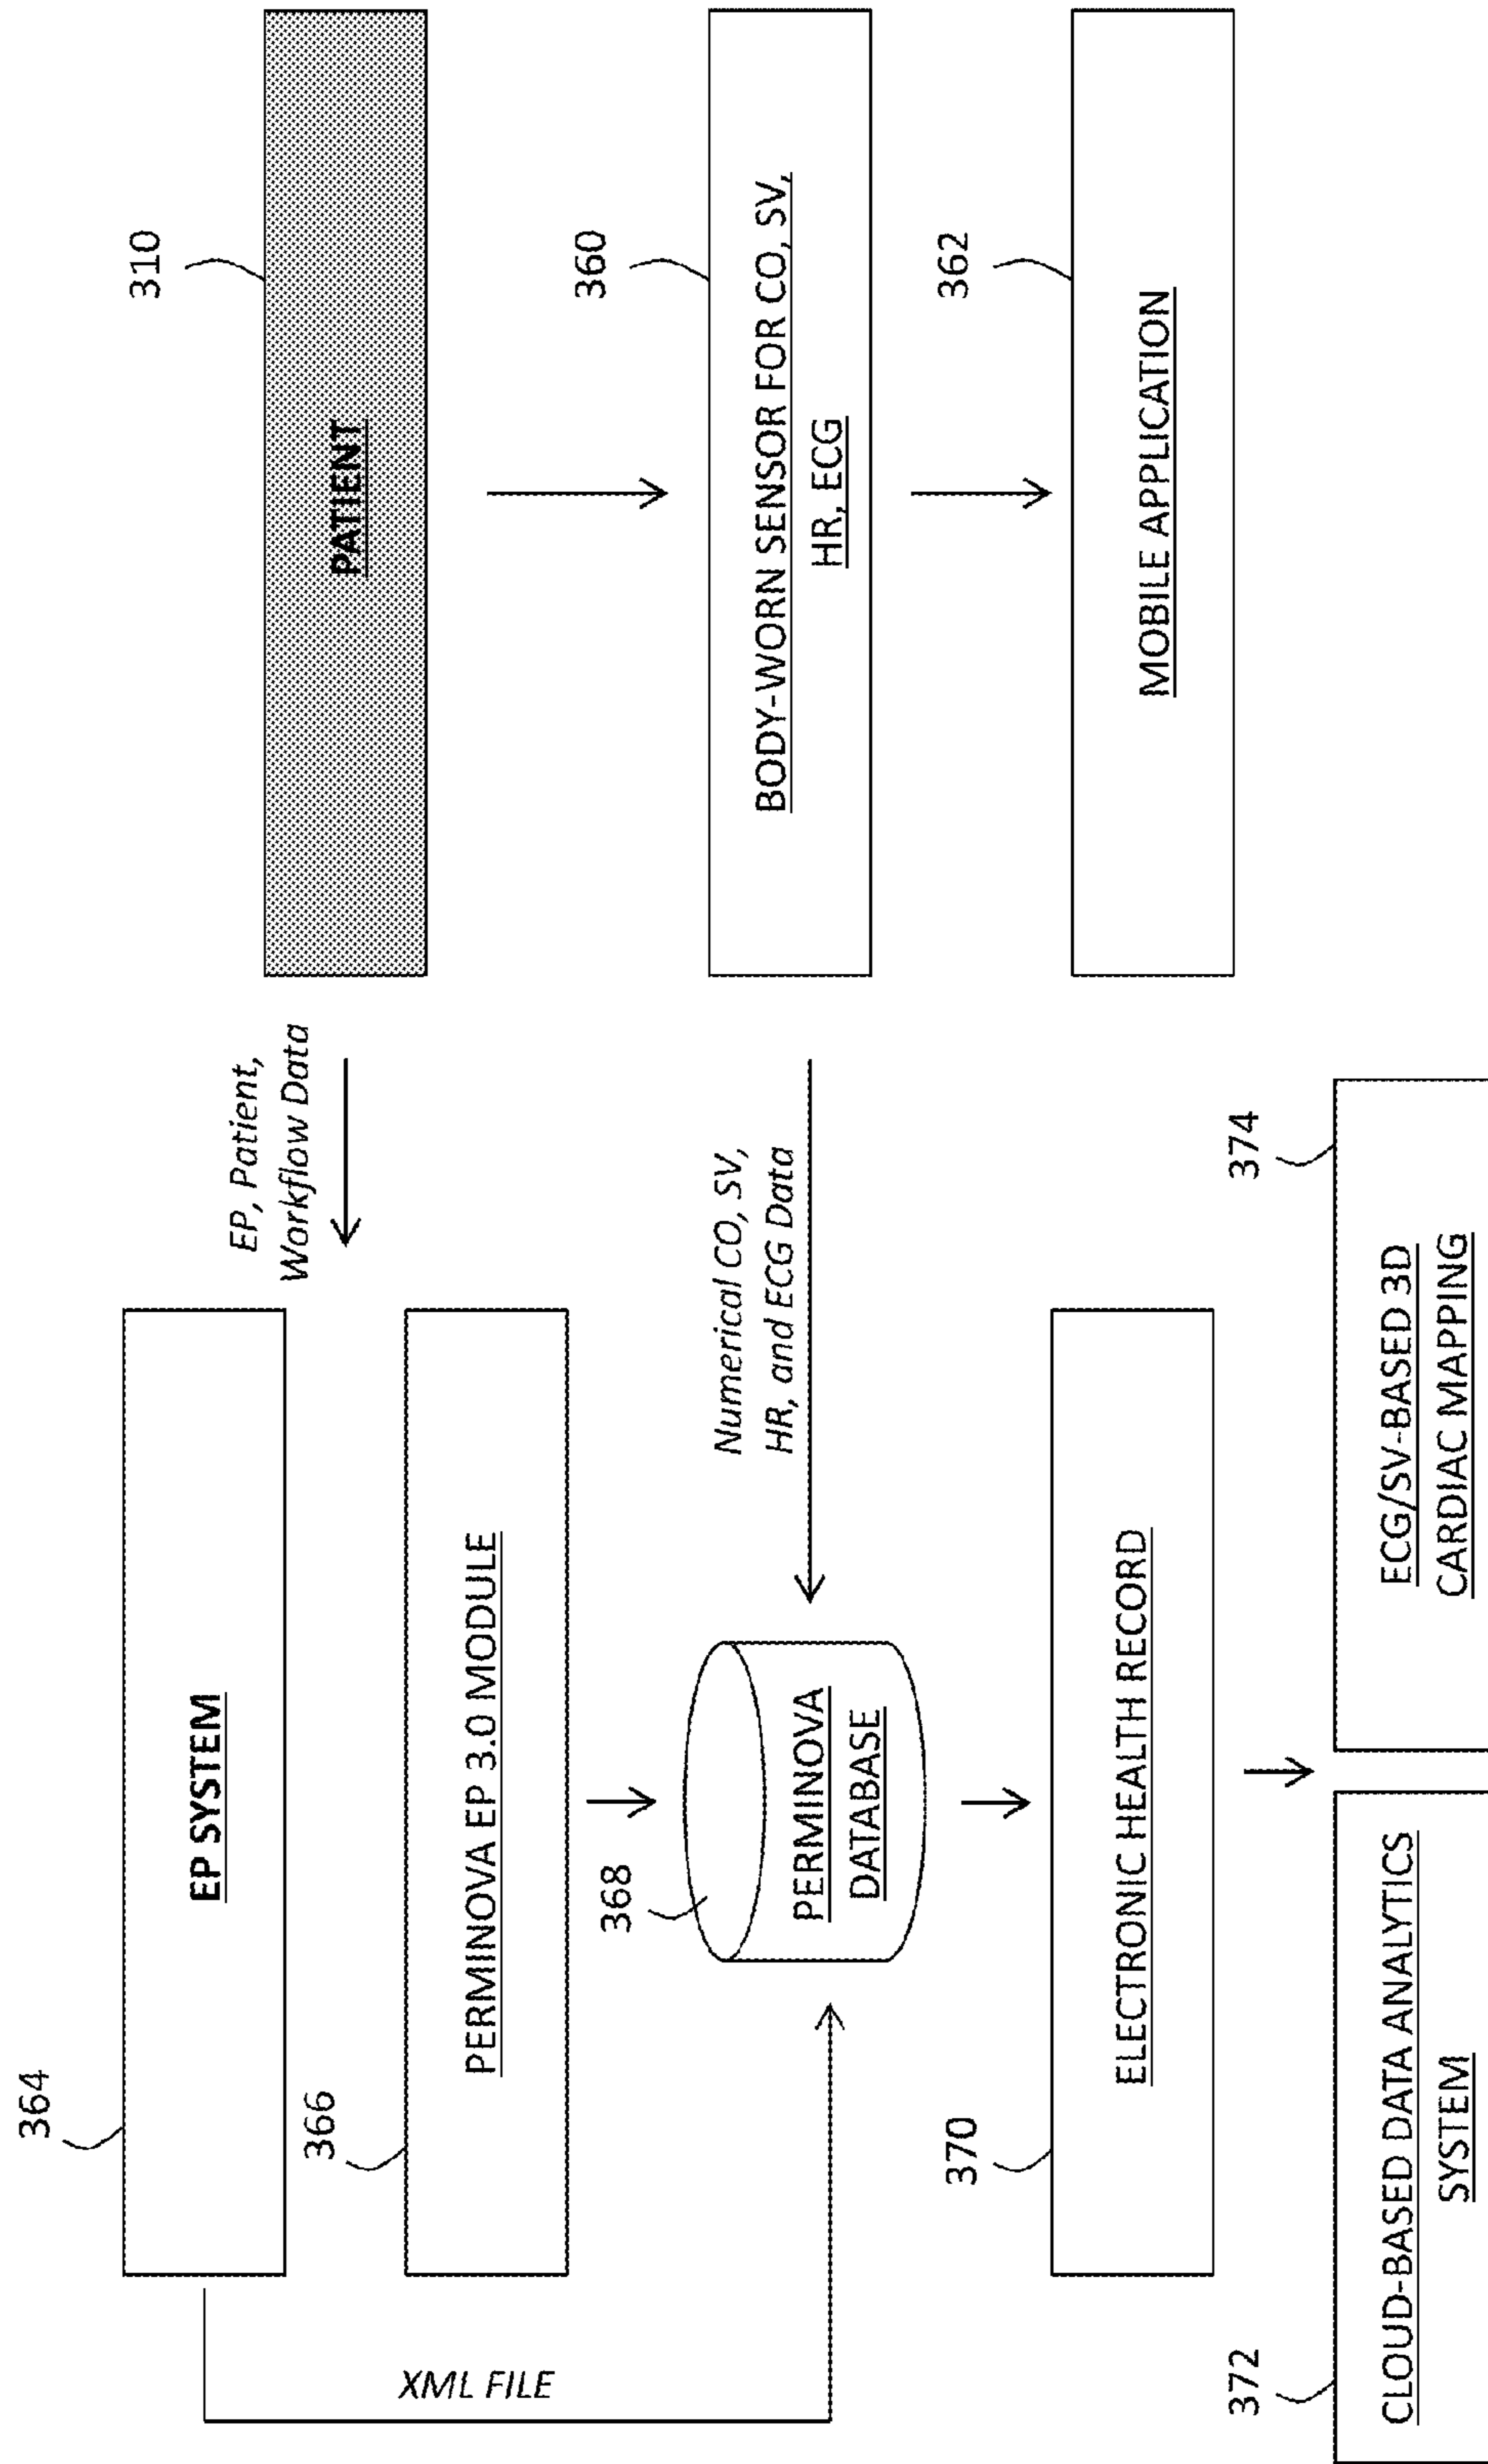 364
EP SYSTEM
EP, Patient,
Workflow Data
310
PATIENT
366
PERMINOVA EP 3.0 MODULE
XML FILE
368
PERMINOVA
DATABASE
Numerical CO, SV,
HR, and ECG Data
360
BODY-WORN SENSOR FOR CO, SV,
HR, ECG
370
ELECTRONIC HEALTH RECORD
362
MOBILE APPLICATION
372
CLOUD-BASED DATA ANALYTICS
SYSTEM
374
ECG/SV-BASED 3D
CARDIAC MAPPING